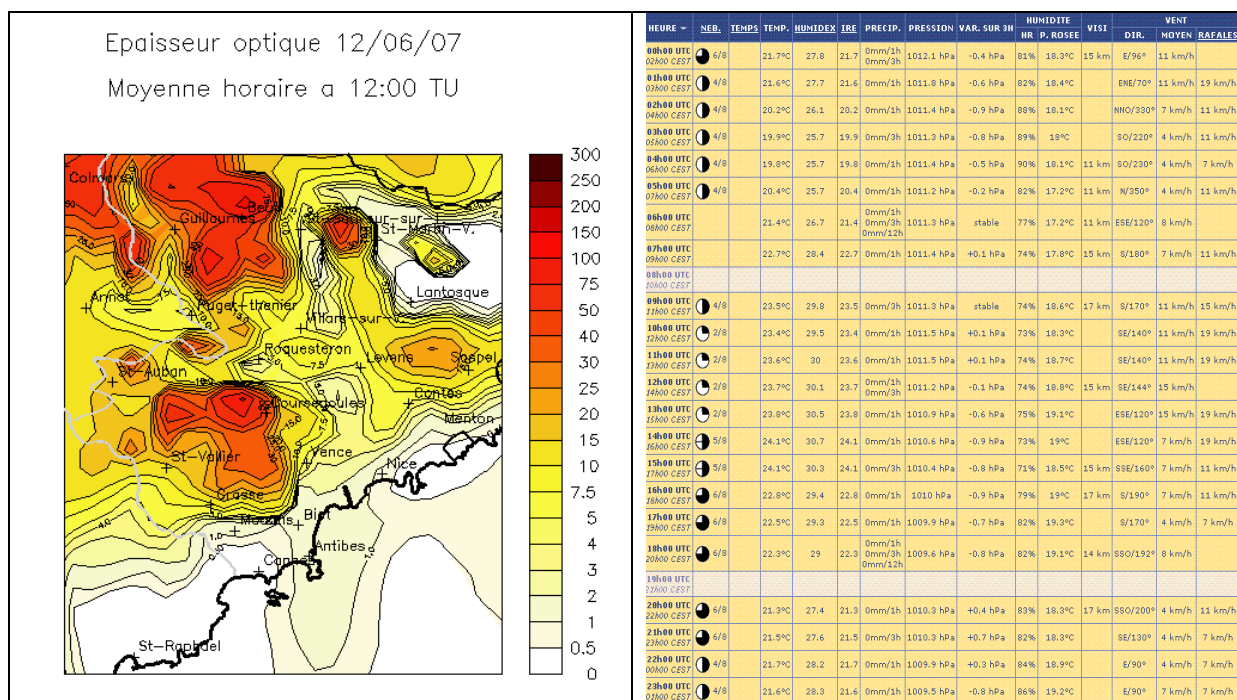 Epaisseur optique 12/06/07
Moyenne horaire a 12:00 TU
Colmars
Guillaumes
Beuil
St-Martin-V.
Lantosque
Annot
Puget-thenier
Villars-sur-V.
Roquesteron
Levens
Sospel
St-Auban
Contes
Coursegoules
Menton
St-Vallier
Vence
Nice
Grasse
Mouans
Biot
Antibes
Cannes
St-Raphael
300
250
200
150
100
75
50
40
30
25
20
15
10
7.5
5
4
3
2
1
0.5
0
HEURE NEB. TEMPS TEMP. HUMIDEX IRE PRECIP. PRESSION VAR. SUR 3H HUMIDITE VISI VENT
HR P. ROSEE DIR. MOYEN RAFALES
00h00 UTC 6/8 21.7°C 27.8 21.7 0mm/1h 1012.1 hPa -0.4 hPa 81% 18.3°C 15 km E/96° 11 km/h
02h00 CEST 0mm/3h
01h00 UTC 4/8 21.6°C 27.7 21.6 0mm/1h 1011.8 hPa -0.6 hPa 82% 18.4°C ENE/70° 11 km/h 19 km/h
03h00 CEST
02h00 UTC 4/8 20.2°C 26.1 20.2 0mm/1h 1011.4 hPa -0.9 hPa 88% 18.1°C NNO/330° 7 km/h 11 km/h
04h00 CEST
03h00 UTC 4/8 19.9°C 25.7 19.9 0mm/3h 1011.3 hPa -0.8 hPa 89% 18°C SO/220° 4 km/h 11 km/h
05h00 CEST
04h00 UTC 4/8 19.8°C 25.7 19.8 0mm/1h 1011.4 hPa -0.5 hPa 90% 18.1°C 11 km SO/230° 4 km/h 7 km/h
06h00 CEST
05h00 UTC 4/8 20.4°C 25.7 20.4 0mm/1h 1011.2 hPa -0.2 hPa 82% 17.2°C 11 km N/350° 4 km/h 11 km/h
07h00 CEST
06h00 UTC 21.4°C 26.7 21.4 0mm/1h 1011.3 hPa stable 77% 17.2°C 11 km ESE/120° 8 km/h
08h00 CEST 0mm/3h
0mm/12h
07h00 UTC 22.7°C 28.4 22.7 0mm/1h 1011.4 hPa +0.1 hPa 74% 17.8°C 15 km S/180° 7 km/h 11 km/h
09h00 CEST
08h00 UTC
10h00 CEST
09h00 UTC 4/8 23.5°C 29.8 23.5 0mm/3h 1011.3 hPa stable 74% 18.6°C 17 km S/170° 11 km/h 15 km/h
11h00 CEST
10h00 UTC 2/8 23.4°C 29.5 23.4 0mm/1h 1011.5 hPa +0.1 hPa 73% 18.3°C SE/140° 11 km/h 19 km/h
12h00 CEST
11h00 UTC 2/8 23.6°C 30 23.6 0mm/1h 1011.5 hPa +0.1 hPa 74% 18.7°C SE/140° 11 km/h 19 km/h
13h00 CEST
12h00 UTC 2/8 23.7°C 30.1 23.7 0mm/1h 1011.2 hPa -0.1 hPa 74% 18.8°C 15 km SE/144° 15 km/h
14h00 CEST 0mm/3h
13h00 UTC 2/8 23.8°C 30.5 23.8 0mm/1h 1010.9 hPa -0.6 hPa 75% 19.1°C ESE/120° 15 km/h 19 km/h
15h00 CEST
14h00 UTC 5/8 24.1°C 30.7 24.1 0mm/1h 1010.6 hPa -0.9 hPa 73% 19°C ESE/120° 7 km/h 19 km/h
16h00 CEST
15h00 UTC 5/8 24.1°C 30.3 24.1 0mm/3h 1010.4 hPa -0.8 hPa 71% 18.5°C 15 km SSE/160° 7 km/h 11 km/h
17h00 CEST
16h00 UTC 6/8 22.8°C 29.4 22.8 0mm/1h 1010 hPa -0.9 hPa 79% 19°C 17 km S/190° 7 km/h 11 km/h
18h00 CEST
17h00 UTC 6/8 22.5°C 29.3 22.5 0mm/1h 1009.9 hPa -0.7 hPa 82% 19.3°C S/170° 4 km/h 7 km/h
19h00 CEST
18h00 UTC 6/8 22.3°C 29 22.3 0mm/1h 1009.6 hPa -0.8 hPa 82% 19.1°C 14 km SSO/192° 8 km/h
20h00 CEST 0mm/3h
0mm/12h
19h00 UTC
21h00 CEST
20h00 UTC 6/8 21.3°C 27.4 21.3 0mm/1h 1010.3 hPa +0.4 hPa 83% 18.3°C 17 km SSO/200° 4 km/h 11 km/h
22h00 CEST
21h00 UTC 6/8 21.5°C 27.6 21.5 0mm/3h 1010.3 hPa +0.7 hPa 82% 18.3°C SE/130° 4 km/h 7 km/h
23h00 CEST
22h00 UTC 4/8 21.7°C 28.2 21.7 0mm/1h 1009.9 hPa +0.3 hPa 84% 18.9°C E/90° 4 km/h 7 km/h
00h00 CEST
23h00 UTC 4/8 21.6°C 28.3 21.6 0mm/1h 1009.5 hPa -0.8 hPa 86% 19.2°C E/90° 7 km/h 7 km/h
01h00 CEST